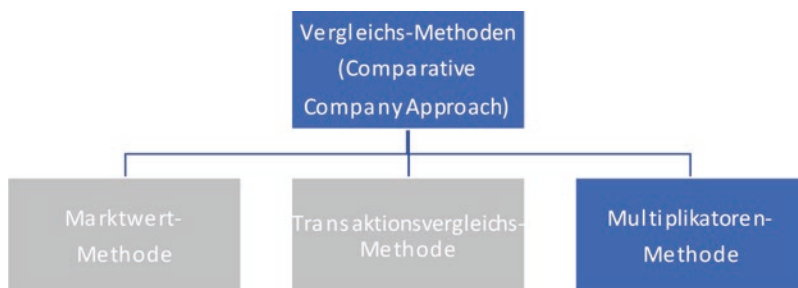 Vergleichs-Methoden
(Comparative
Company Approach)
Marktwert-
Methode
Transaktionsvergleichs-
Methode
Multiplikatoren-
Methode